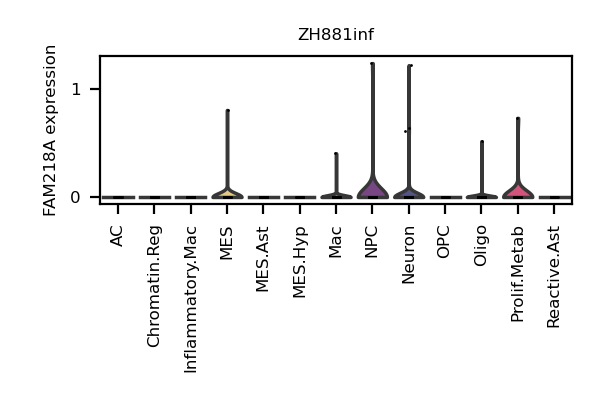 ZH881inf
FAM218A expression
1
0
AC
Chromatin.Reg
Inflammatory.Mac
MES
MES.Ast
MES.Hyp
Mac
NPC
Neuron
OPC
Oligo
Prolif.Metab
Reactive.Ast